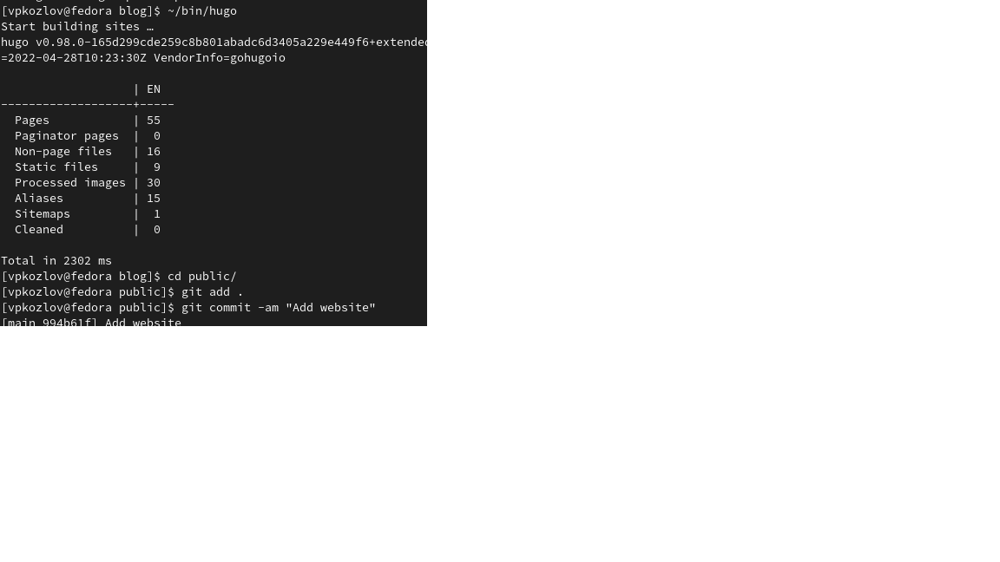 [vpkozlov@fedora blog]$ ~/bin/hugo
Start building sites …
hugo v0.98.0-165d299cde259c8b801abadc6d3405a229e449f6+extended
=2022-04-28T10:23:30Z VendorInfo=gohugoio
                   | EN
-------------------+-----
  Pages            | 55
  Paginator pages  |  0
  Non-page files   | 16
  Static files     |  9
  Processed images | 30
  Aliases          | 15
  Sitemaps         |  1
  Cleaned          |  0
Total in 2302 ms
[vpkozlov@fedora blog]$ cd public/
[vpkozlov@fedora public]$ git add .
[vpkozlov@fedora public]$ git commit -am "Add website"
[main 994b61f] Add website